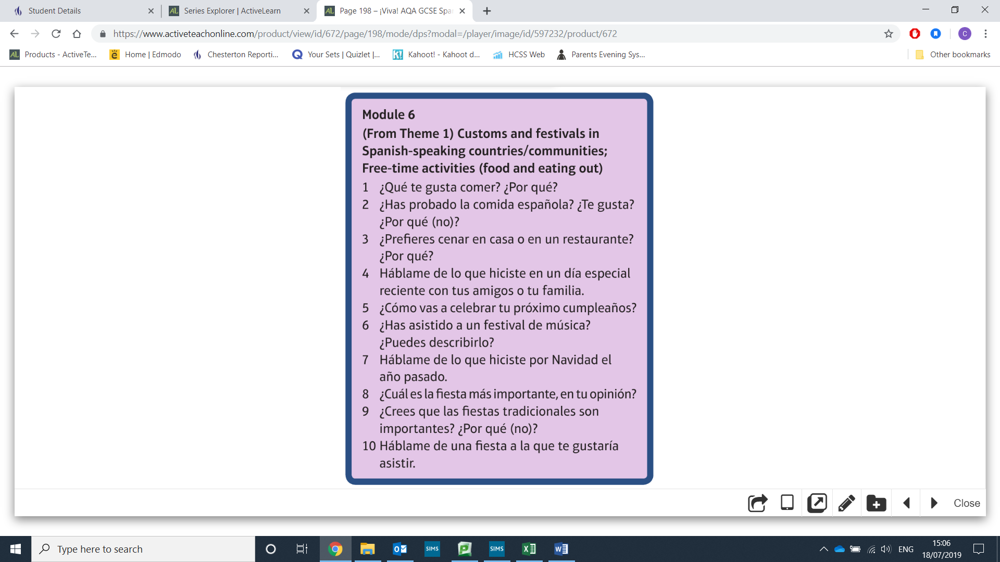 Student Details
Series Explorer | ActiveLearn
Page 198 – ¡Viva! AQA GCSE Spa
https://www.activeteachonline.com/product/view/id/672/page/198/mode/dps?modal=/player/image/id/597232/product/672
C
Products - ActiveTe...
Home | Edmodo
Chesterton Reporti...
Your Sets | Quizlet |...
Kahoot! - Kahoot d...
HCSS Web
Parents Evening Sys...
Other bookmarks
Module 6
(From Theme 1) Customs and festivals in
Spanish-speaking countries/communities;
Free-time activities (food and eating out)
1 ¿Qué te gusta comer? ¿Por qué?
2 ¿Has probado la comida española? ¿Te gusta?
¿Por qué (no)?
3 ¿Prefieres cenar en casa o en un restaurante?
¿Por qué?
4 Háblame de lo que hiciste en un día especial
reciente con tus amigos o tu familia.
5 ¿Cómo vas a celebrar tu próximo cumpleaños?
6 ¿Has asistido a un festival de música?
¿Puedes describirlo?
7 Háblame de lo que hiciste por Navidad el
año pasado.
8 ¿Cuál es la fiesta más importante, en tu opinión?
9 ¿Crees que las fiestas tradicionales son
importantes? ¿Por qué (no)?
10 Háblame de una fiesta a la que te gustaría
asistir.
Close
Type here to search
SIMS
SIMS
ENG
15:06
18/07/2019